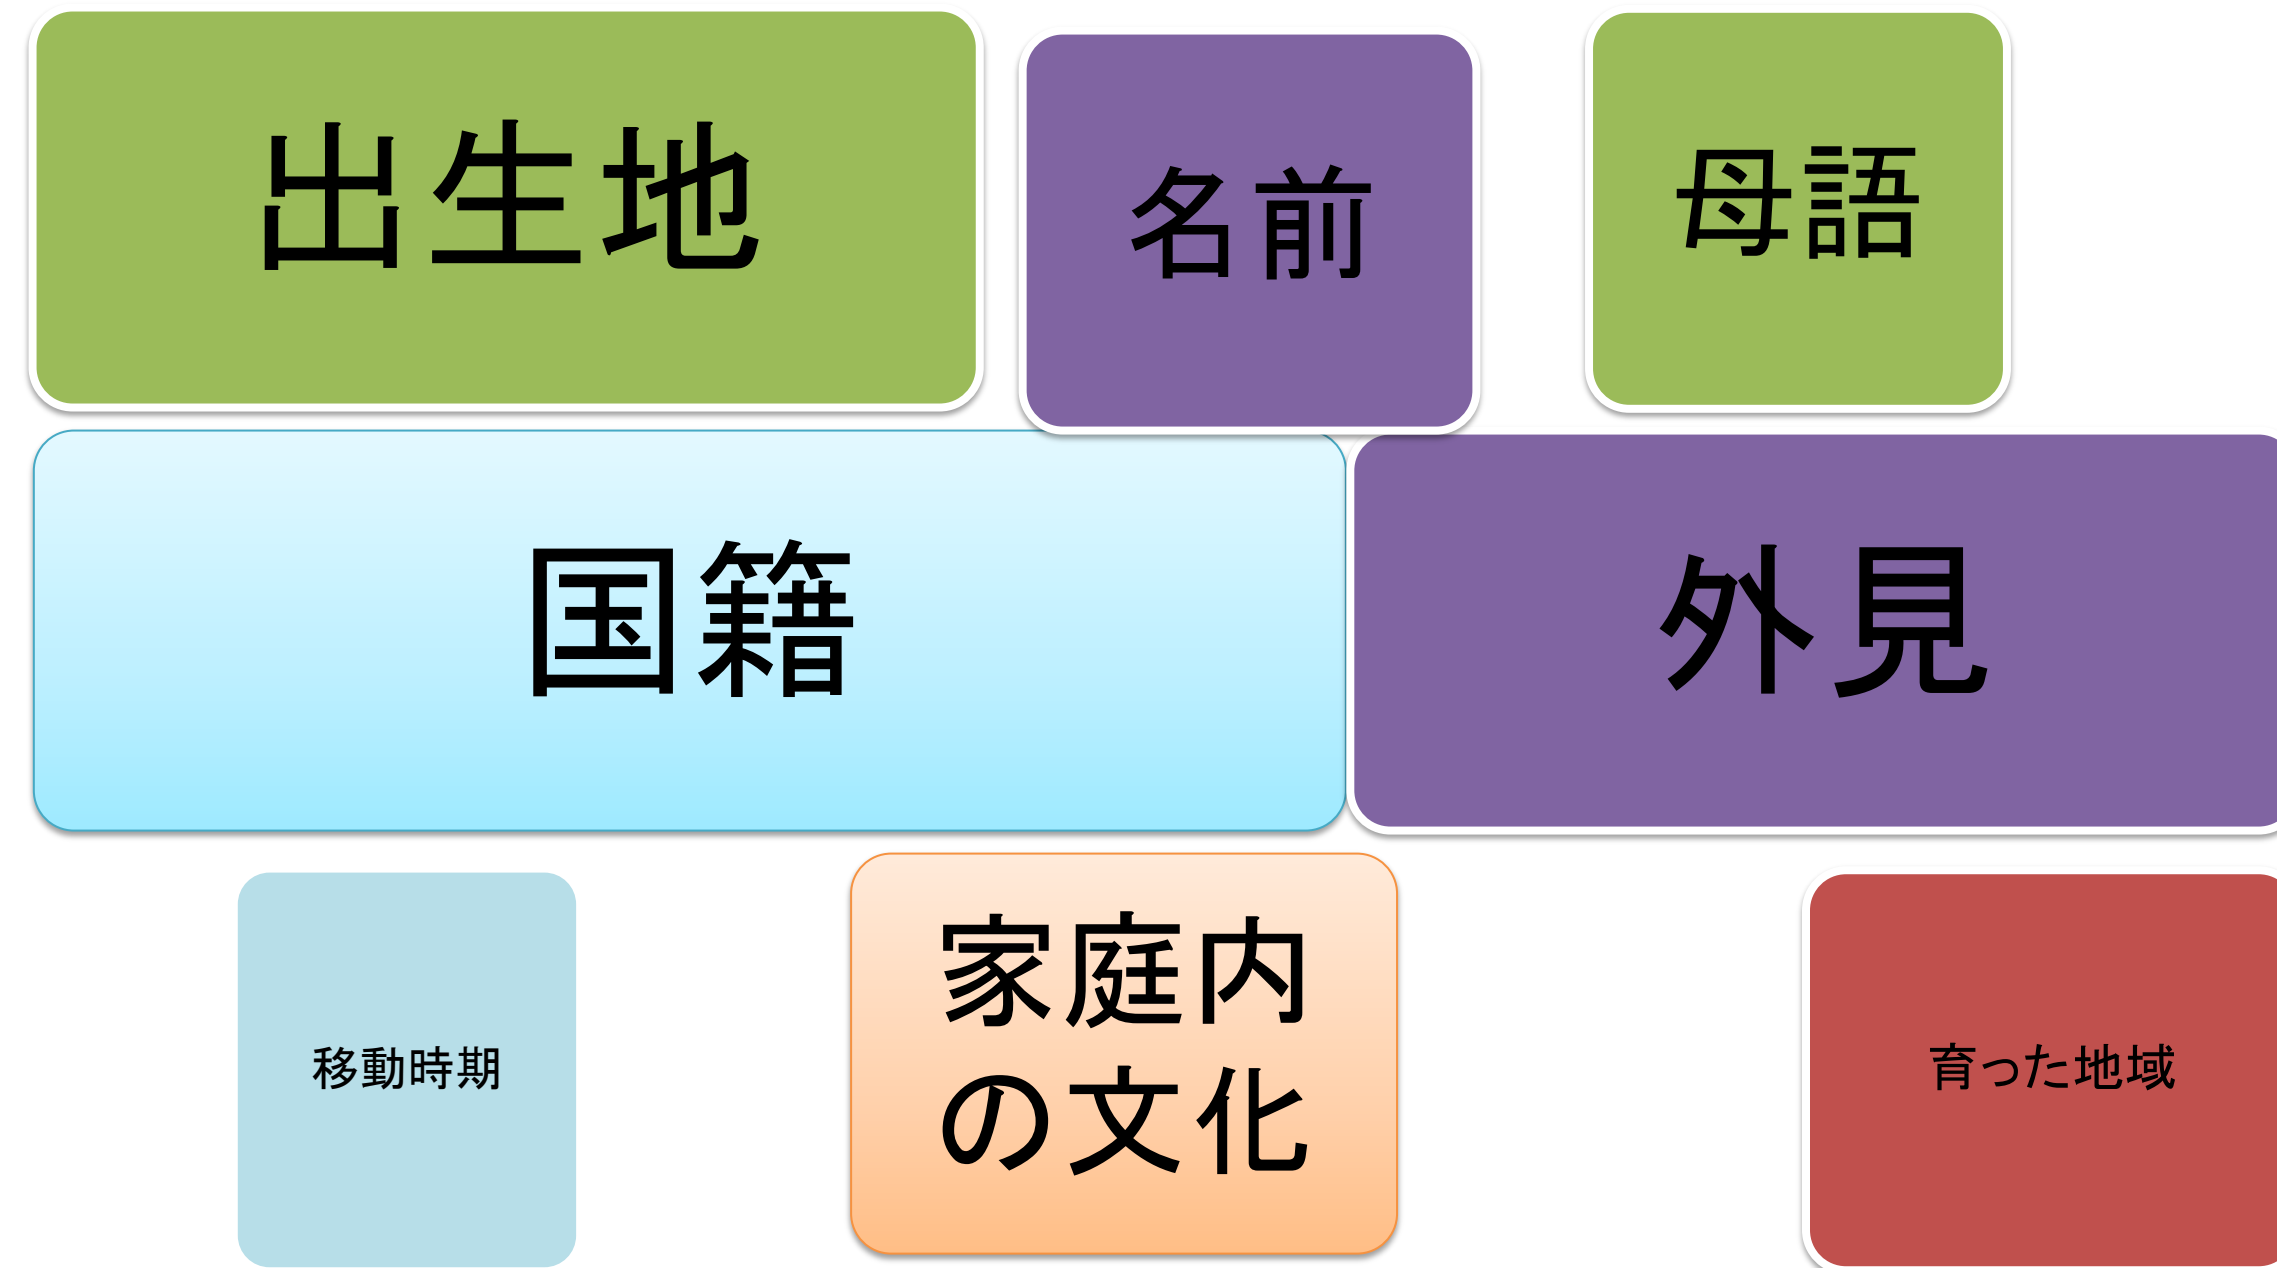 出生地
名前
母語
国籍
外見
移動時期
家庭内
の文化
育った地域